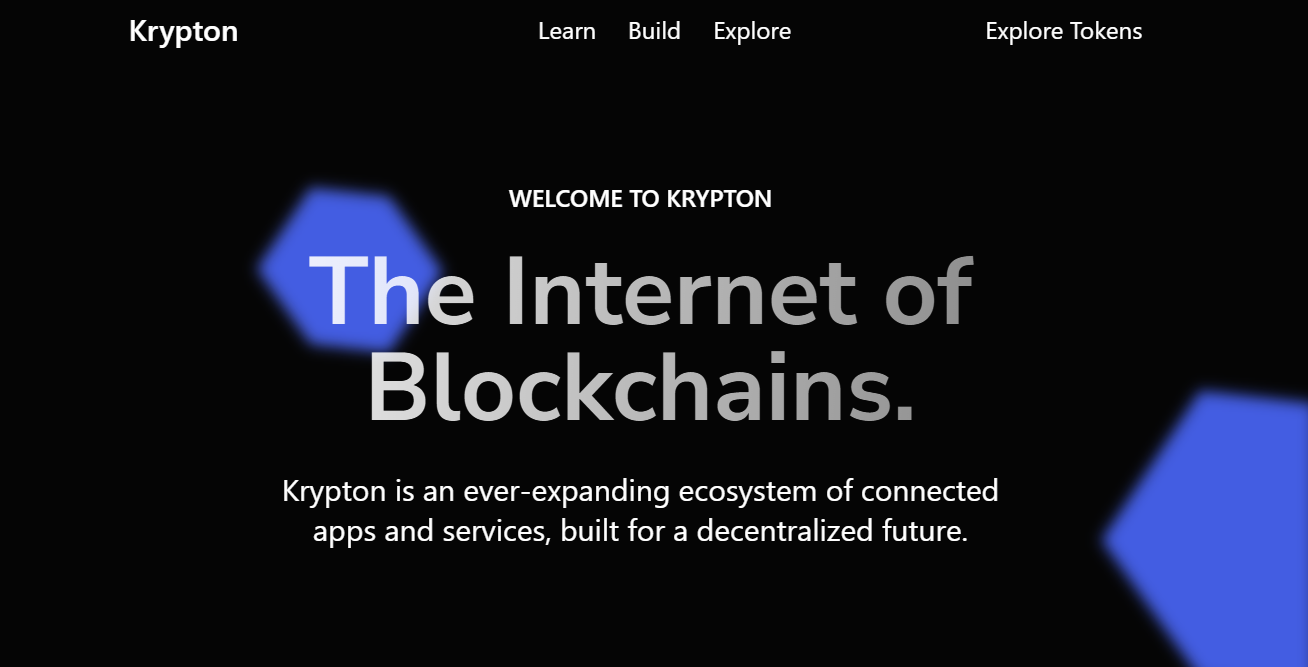 Krypton
Learn Build Explore
Explore Tokens
WELCOME TO KRYPTON
The Internet of
Blockchains.
Krypton is an ever-expanding ecosystem of connected
apps and services, built for a decentralized future.